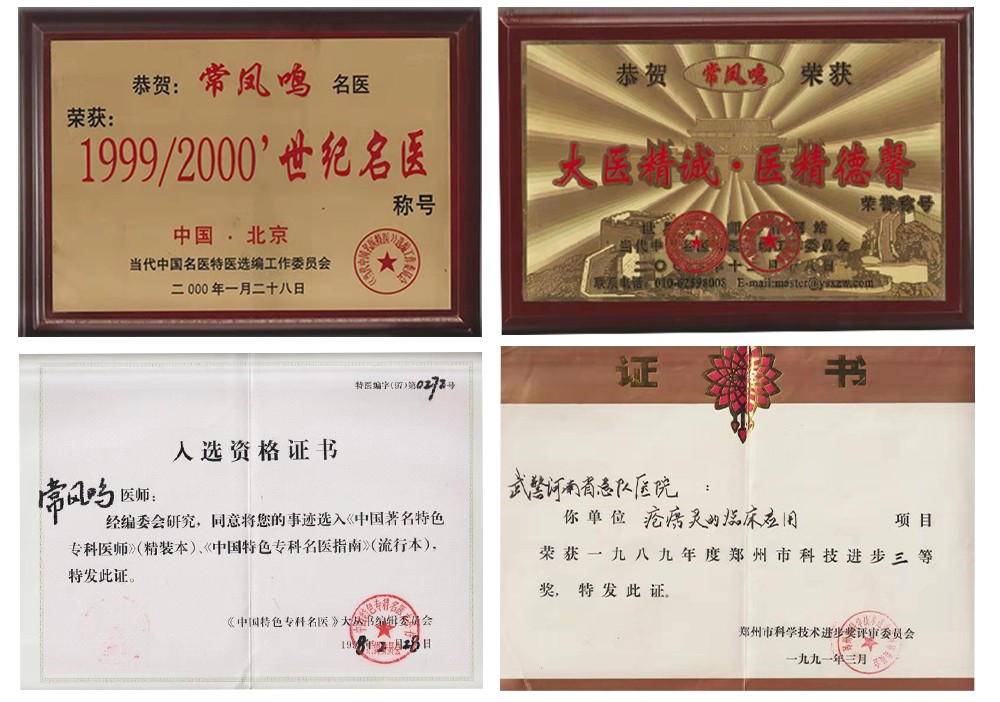 恭贺：常凤鸣 名医
荣获：
1999/2000’世纪名医
称号
中国·北京
当代中国名医特医选编工作委员会
二000年一月二十八日
恭贺 常凤鸣 荣获
大医精诚·医精德馨
荣誉称号
联系电话：010-62598008 E-mail:master@ysxzw.com
特医编字(97)第0272号
入选资格证书
常凤鸣医师：
经编委会研究，同意将您的事迹选入《中国著名特色
专科医师》（精装本）、《中国特色专科名医指南》（流行本），
特发此证。
《中国特色专科名医》大丛书编辑委员会
证 书
武警河南省总队医院：
你单位 疮疡灵的临床应用 项目
荣获一九八九年度郑州市科技进步三等
奖，特发此证。
郑州市科学技术进步奖评审委员会
一九九一年三月